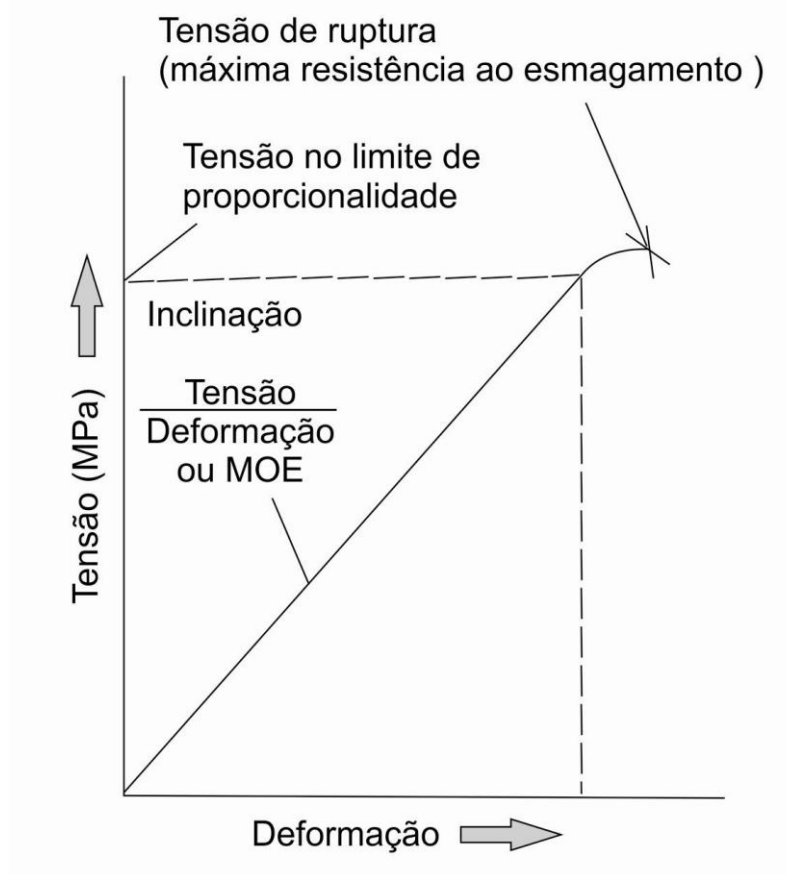 Tensão de ruptura
(máxima resistência ao esmagamento )
Tensão no limite de
proporcionalidade
Inclinação
Tensão
Deformação
ou MOE
Tensão (MPa)
Deformação